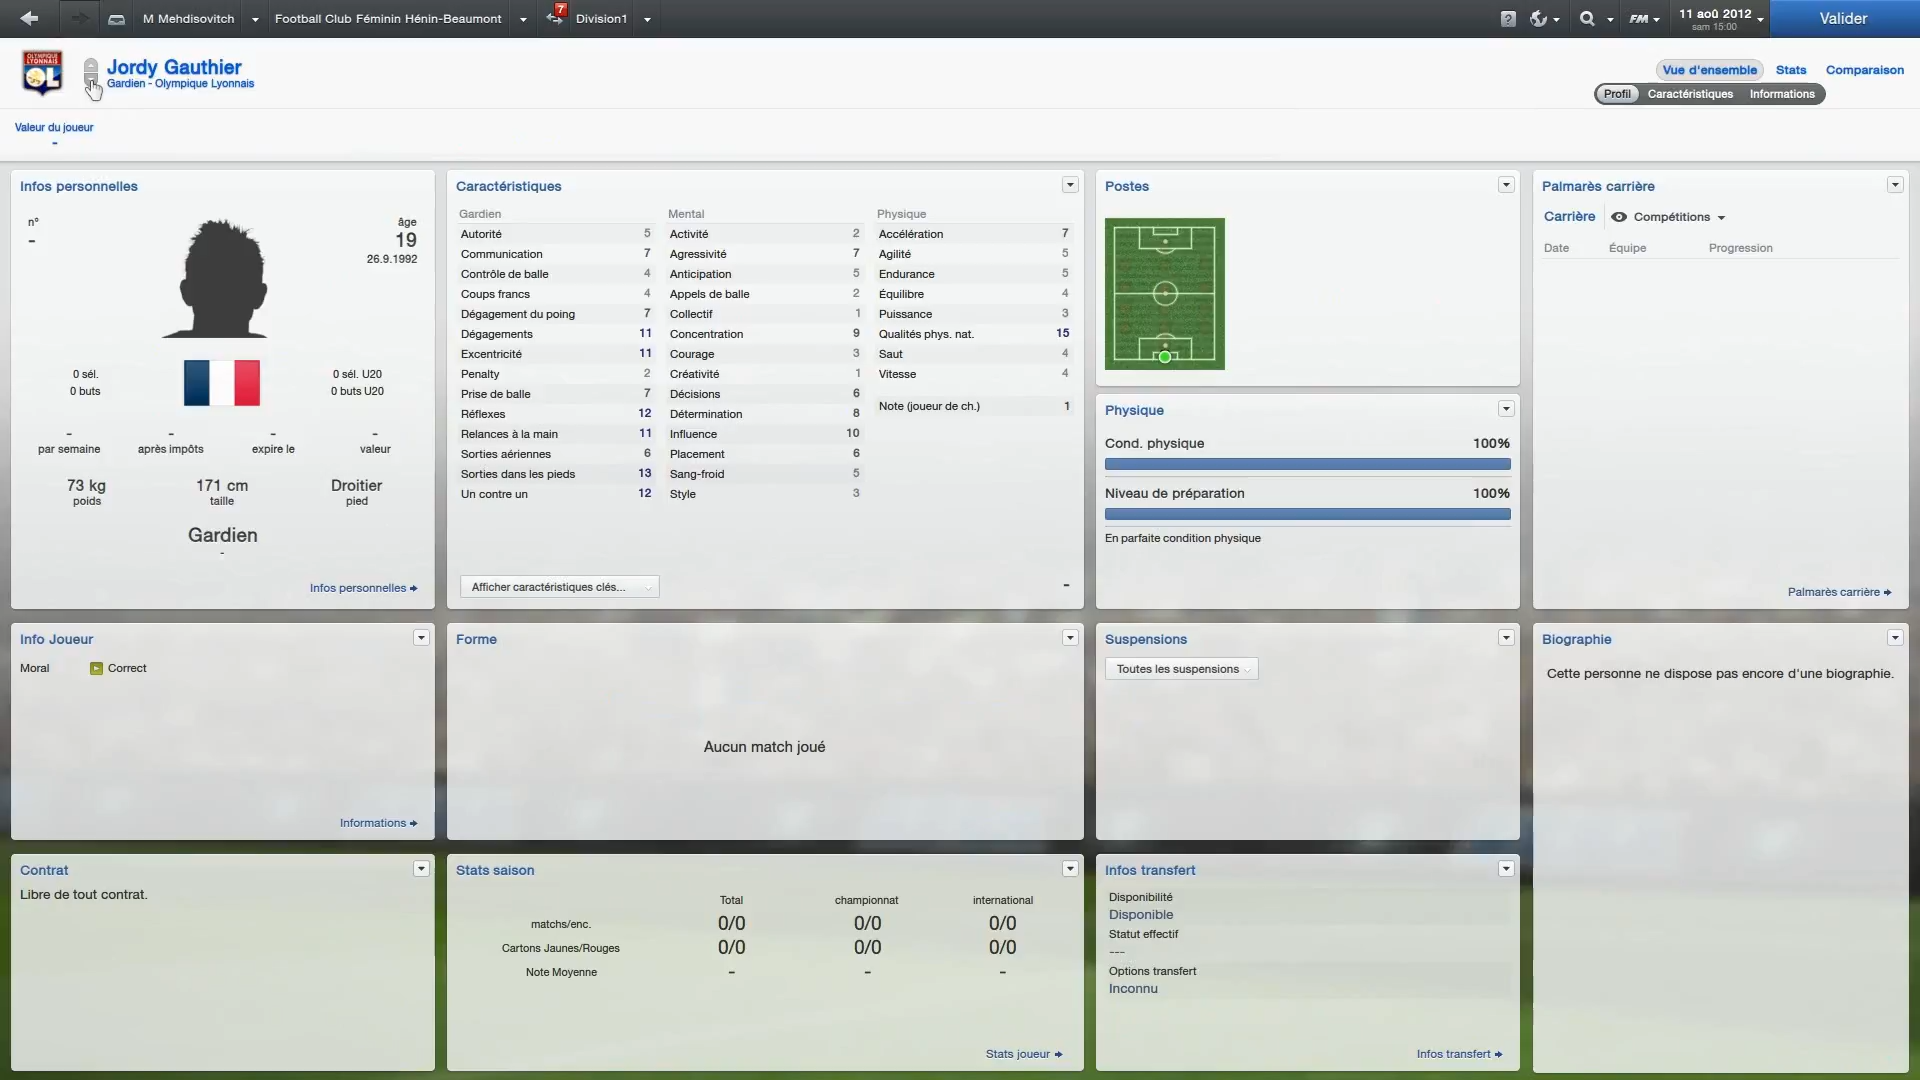 M Mehdisovitch
Football Club Féminin Hénin-Beaumont
7
Division1
?
FM
11 aoû 2012
sam 15:00
Valider
OLYMPIQUE LYONNAIS
OL
Jordy Gauthier
Gardien - Olympique Lyonnais
Vue d'ensemble Stats Comparaison
Profil Caractéristiques Informations
Valeur du joueur
-
Infos personnelles
n°
-
âge
19
26.9.1992
0 sél.
0 buts
0 sél. U20
0 buts U20
- - - -
par semaine après impôts expire le valeur
73 kg 171 cm Droitier
poids taille pied
Gardien
-
Infos personnelles
Caractéristiques
Gardien Mental Physique
Autorité 5 Activité 2 Accélération 7
Communication 7 Agressivité 7 Agilité 5
Contrôle de balle 4 Anticipation 5 Endurance 5
Coups francs 4 Appels de balle 2 Équilibre 4
Dégagement du poing 7 Collectif 1 Puissance 3
Dégagements 11 Concentration 9 Qualités phys. nat. 15
Excentricité 11 Courage 3 Saut 4
Penalty 2 Créativité 1 Vitesse 4
Prise de balle 7 Décisions 6
Réflexes 12 Détermination 8 Note (joueur de ch.) 1
Relances à la main 11 Influence 10
Sorties aériennes 6 Placement 6
Sorties dans les pieds 13 Sang-froid 5
Un contre un 12 Style 3
Afficher caractéristiques clés... -
Postes
Physique
Cond. physique 100%
Niveau de préparation 100%
En parfaite condition physique
Palmarès carrière
Carrière Compétitions
Date Équipe Progression
Palmarès carrière
Info Joueur
Moral Correct
Informations
Forme
Aucun match joué
Suspensions
Toutes les suspensions
Biographie
Cette personne ne dispose pas encore d'une biographie.
Contrat
Libre de tout contrat.
Stats saison
Total championnat international
matchs/enc. 0/0 0/0 0/0
Cartons Jaunes/Rouges 0/0 0/0 0/0
Note Moyenne - - -
Stats joueur
Infos transfert
Disponibilité
Disponible
Statut effectif
---
Options transfert
Inconnu
Infos transfert